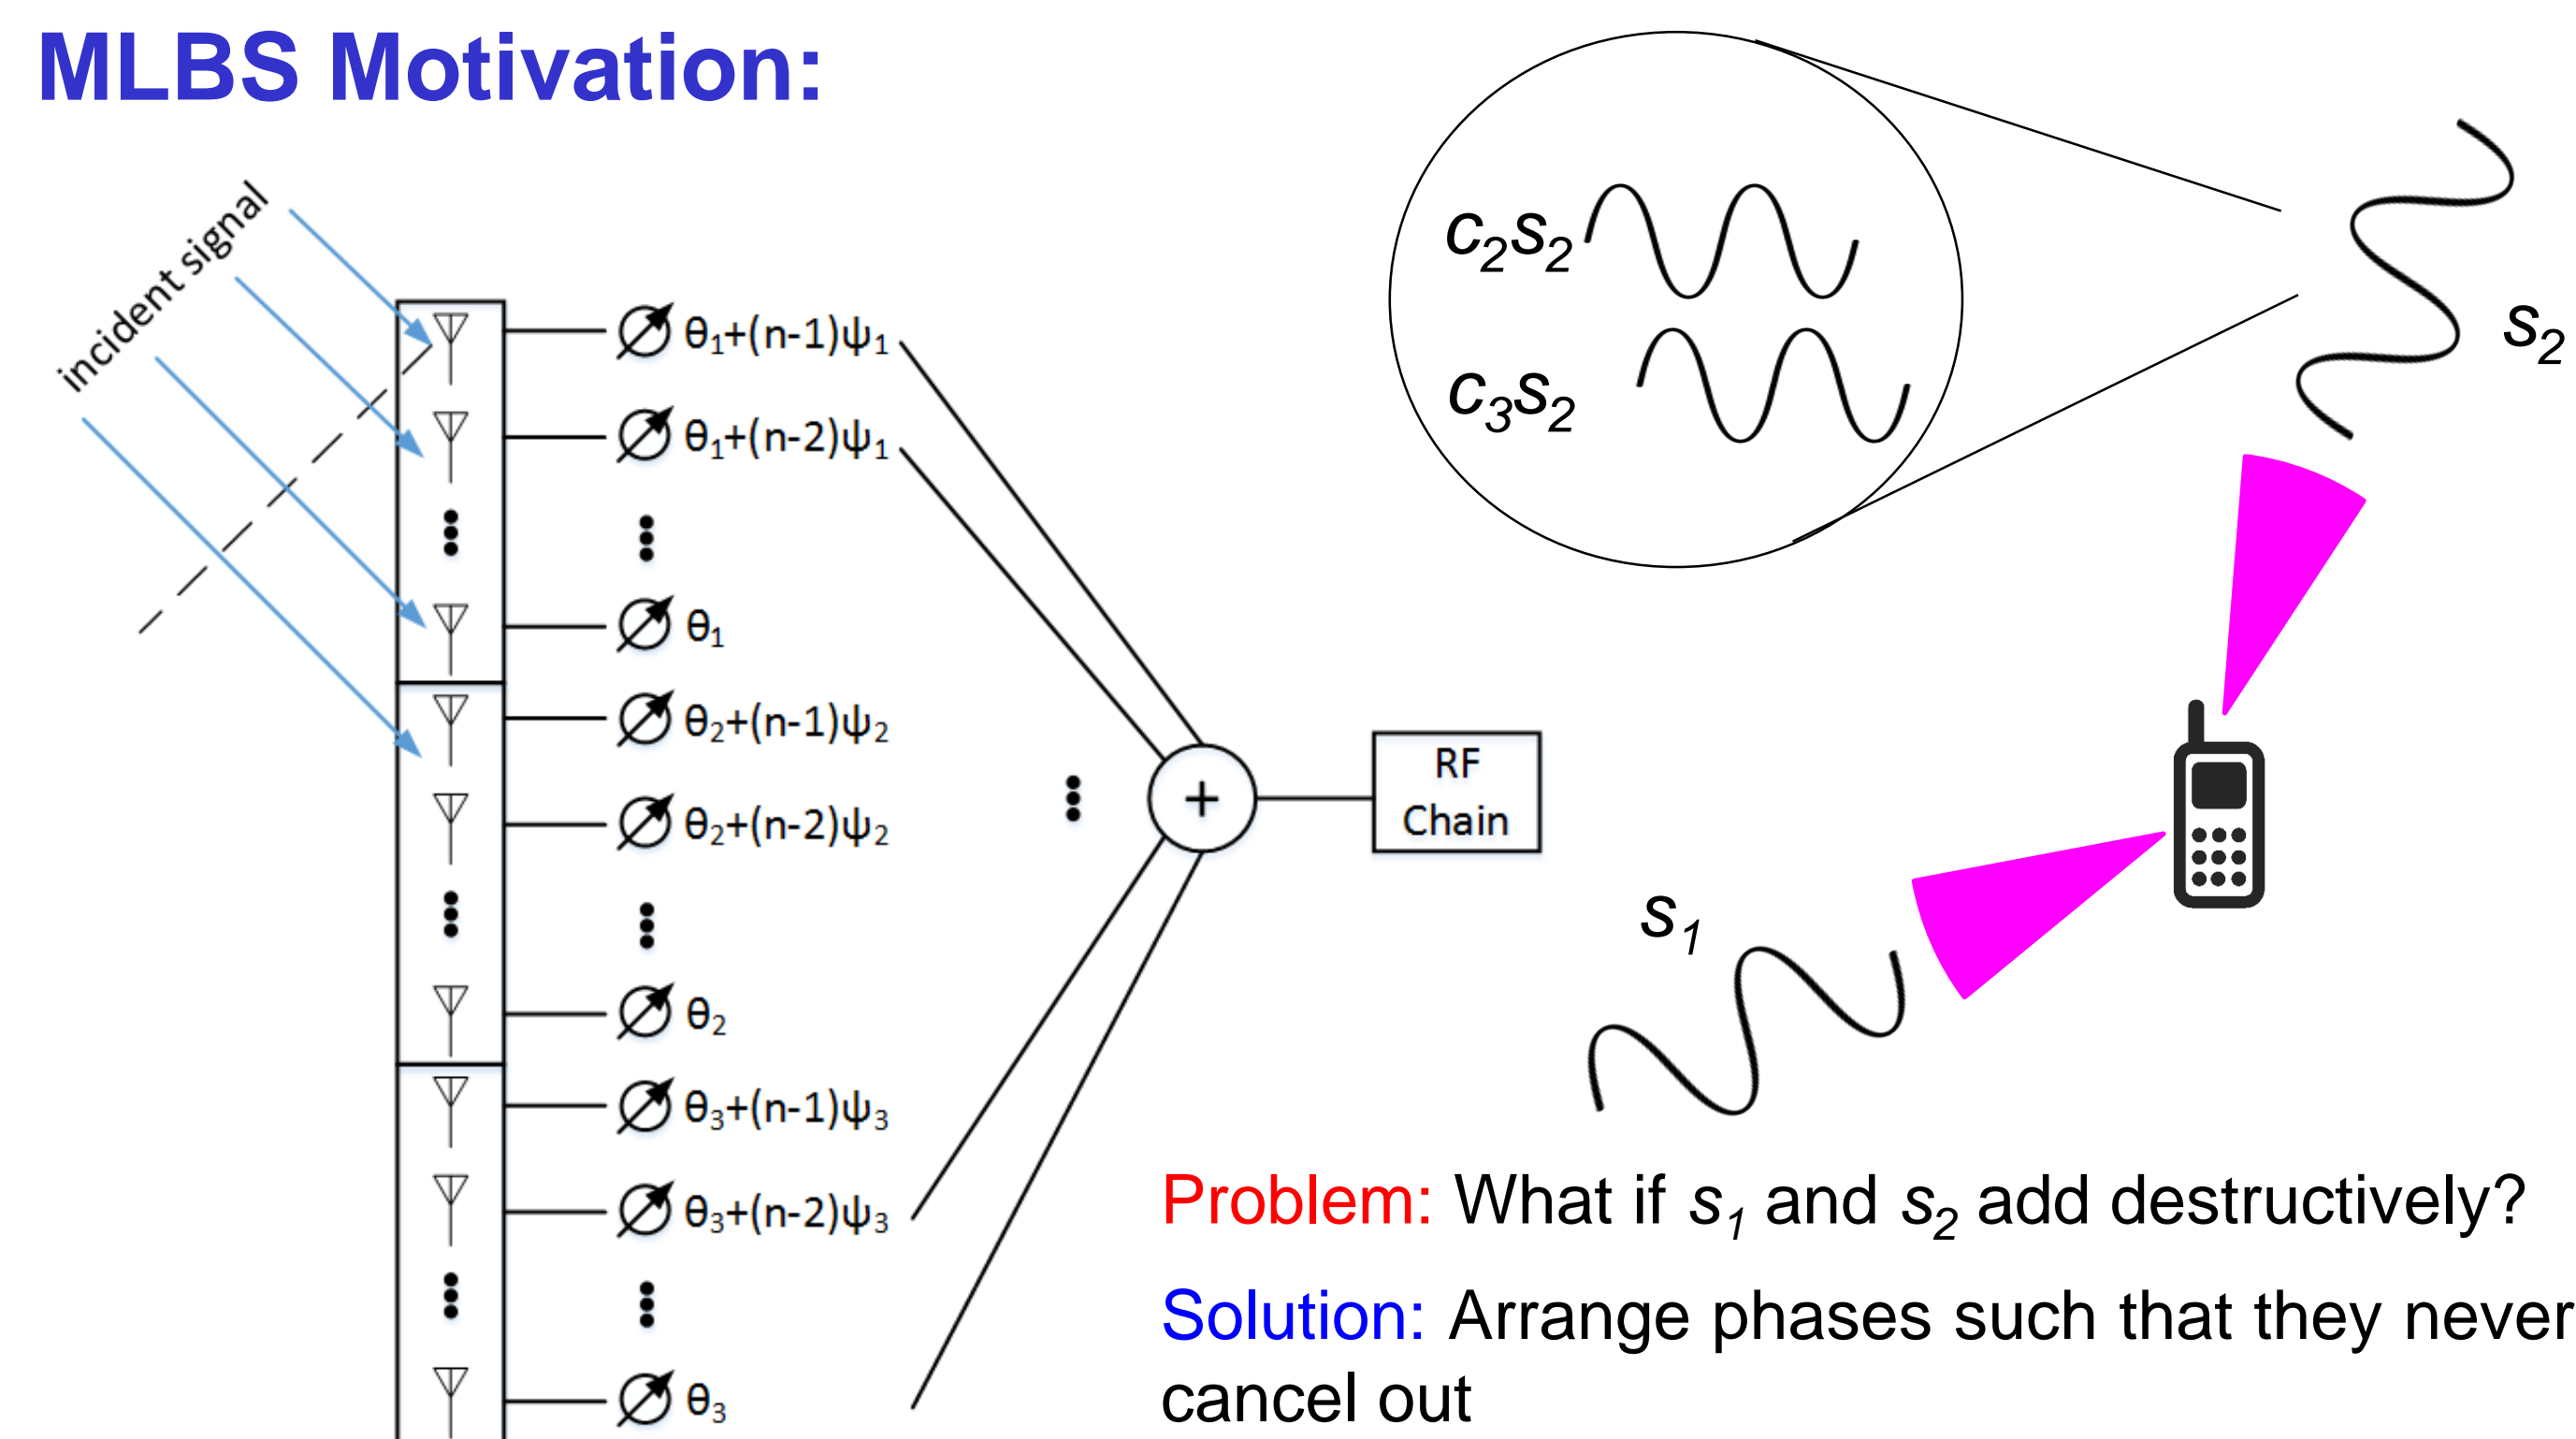 MLBS Motivation:
incident signal
θ₁+(n-1)ψ₁
θ₁+(n-2)ψ₁
θ₁
θ₂+(n-1)ψ₂
θ₂+(n-2)ψ₂
θ₂
θ₃+(n-1)ψ₃
θ₃+(n-2)ψ₃
θ₃
+
RF
Chain
c₂s₂
c₃s₂
s₂
s₁
Problem: What if s₁ and s₂ add destructively?
Solution: Arrange phases such that they never
cancel out